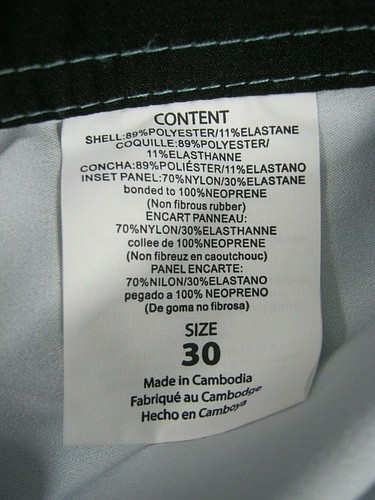 CONTENT
SHELL:89%POLYESTER/11%ELASTANE
COQUILLE:89%POLYESTER/
11%ELASTHANNE
CONCHA:89%POLIÉSTER/11%ELASTANO
INSET PANEL:70%NYLON/30%ELASTANE
bonded to 100%NEOPRENE
(Non fibrous rubber)
ENCART PANNEAU:
70%NYLON/30%ELASTHANNE
collee de 100%NEOPRENE
(Non fibreuz en caoutchouc)
PANEL ENCARTE:
70%NILON/30%ELASTANO
pegado a 100% NEOPRENO
(De goma no fibrosa)
SIZE
30
Made in Cambodia
Fabriqué au Cambodge
Hecho en Camboya